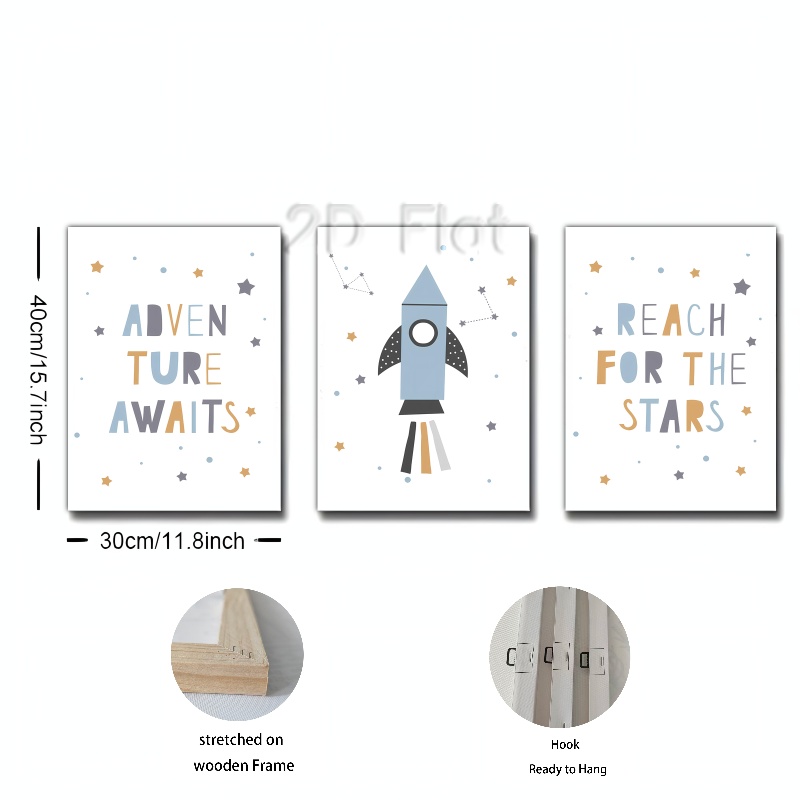 2D Flat
ADVEN
TURE
AWAITS
REACH
FOR THE
STARS
40cm/15.7inch
30cm/11.8inch
stretched on
wooden Frame
Hook
Ready to Hang